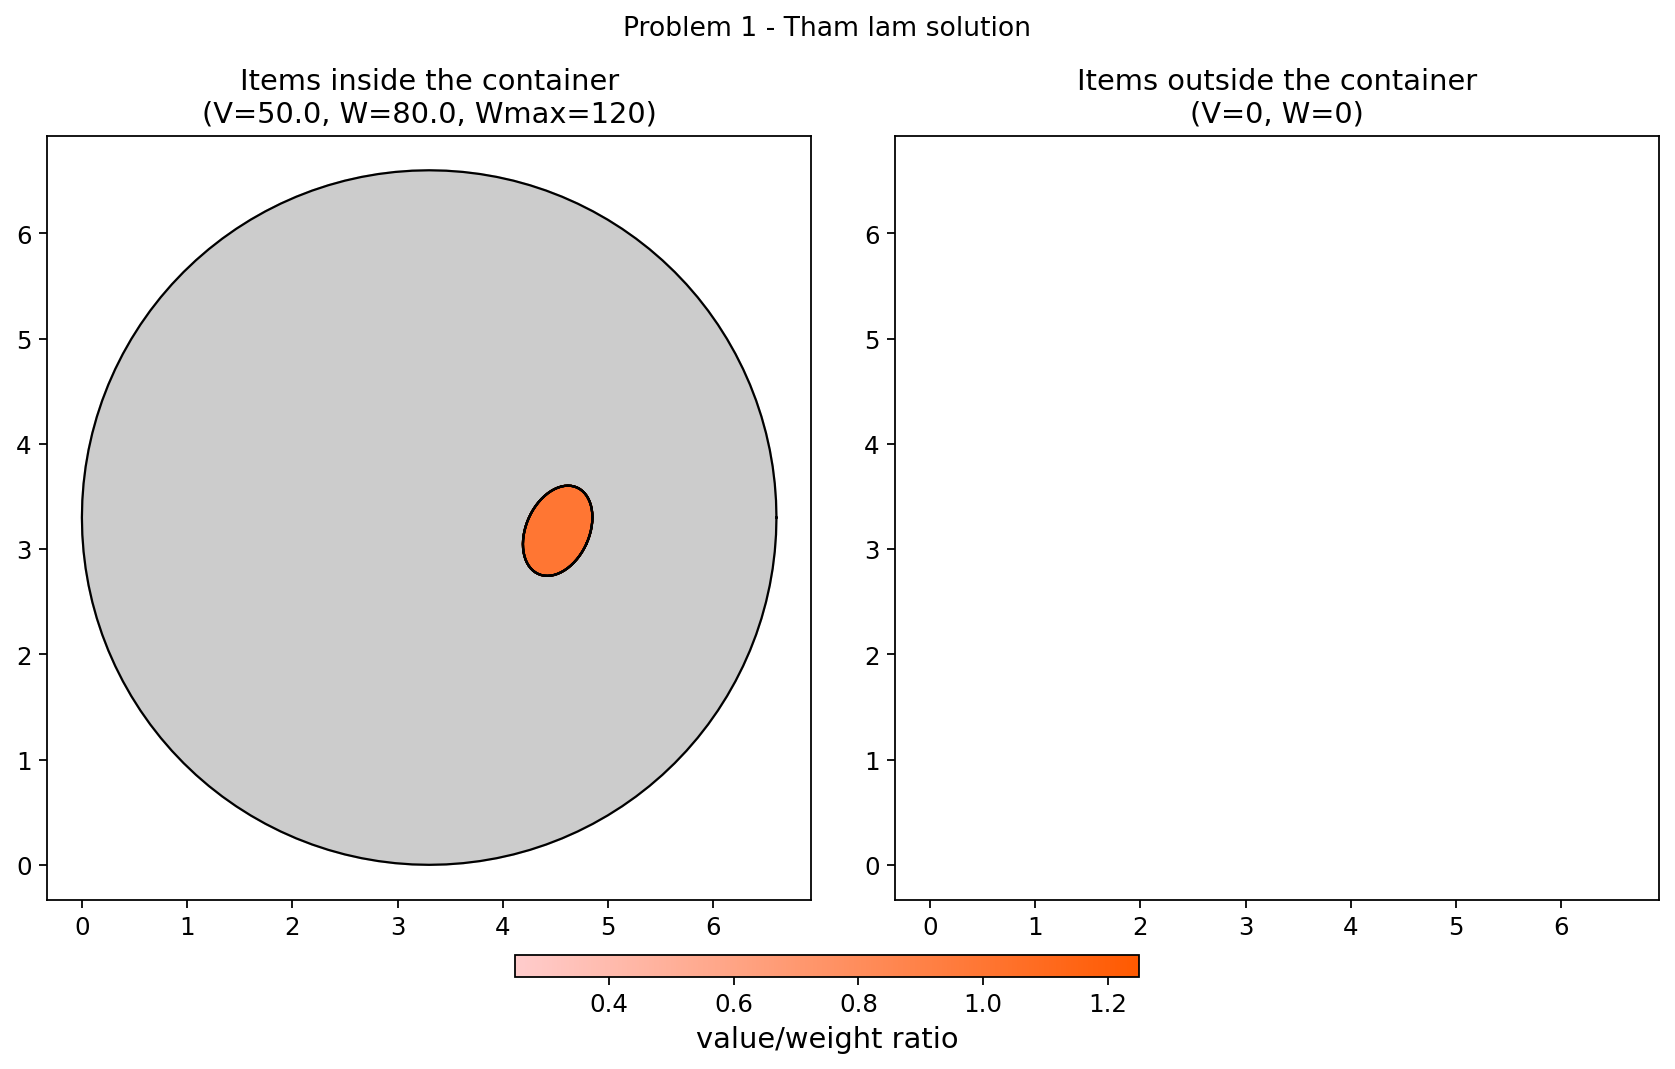 Problem 1 - Tham lam solution
Items inside the container
(V=50.0, W=80.0, Wmax=120)
6
5
4
3
2
1
0
0 1 2 3 4 5 6
Items outside the container
(V=0, W=0)
6
5
4
3
2
1
0
0 1 2 3 4 5 6
0.4 0.6 0.8 1.0 1.2
value/weight ratio